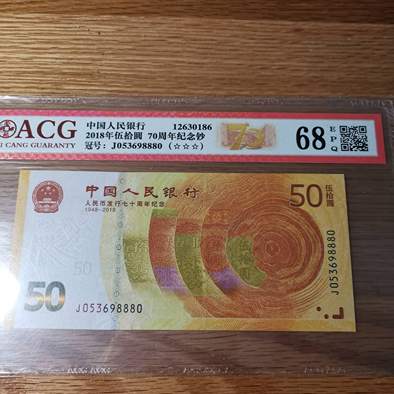 ACG
CANG GUARANTY
中国人民银行 12630186
2018年伍拾圆 70周年纪念钞
冠号: J053698880 (☆☆☆)
70
68
EPQ
中国人民银行
人民币发行七十周年纪念
1948-2018
50
伍拾圆
50
J053698880
J053698880